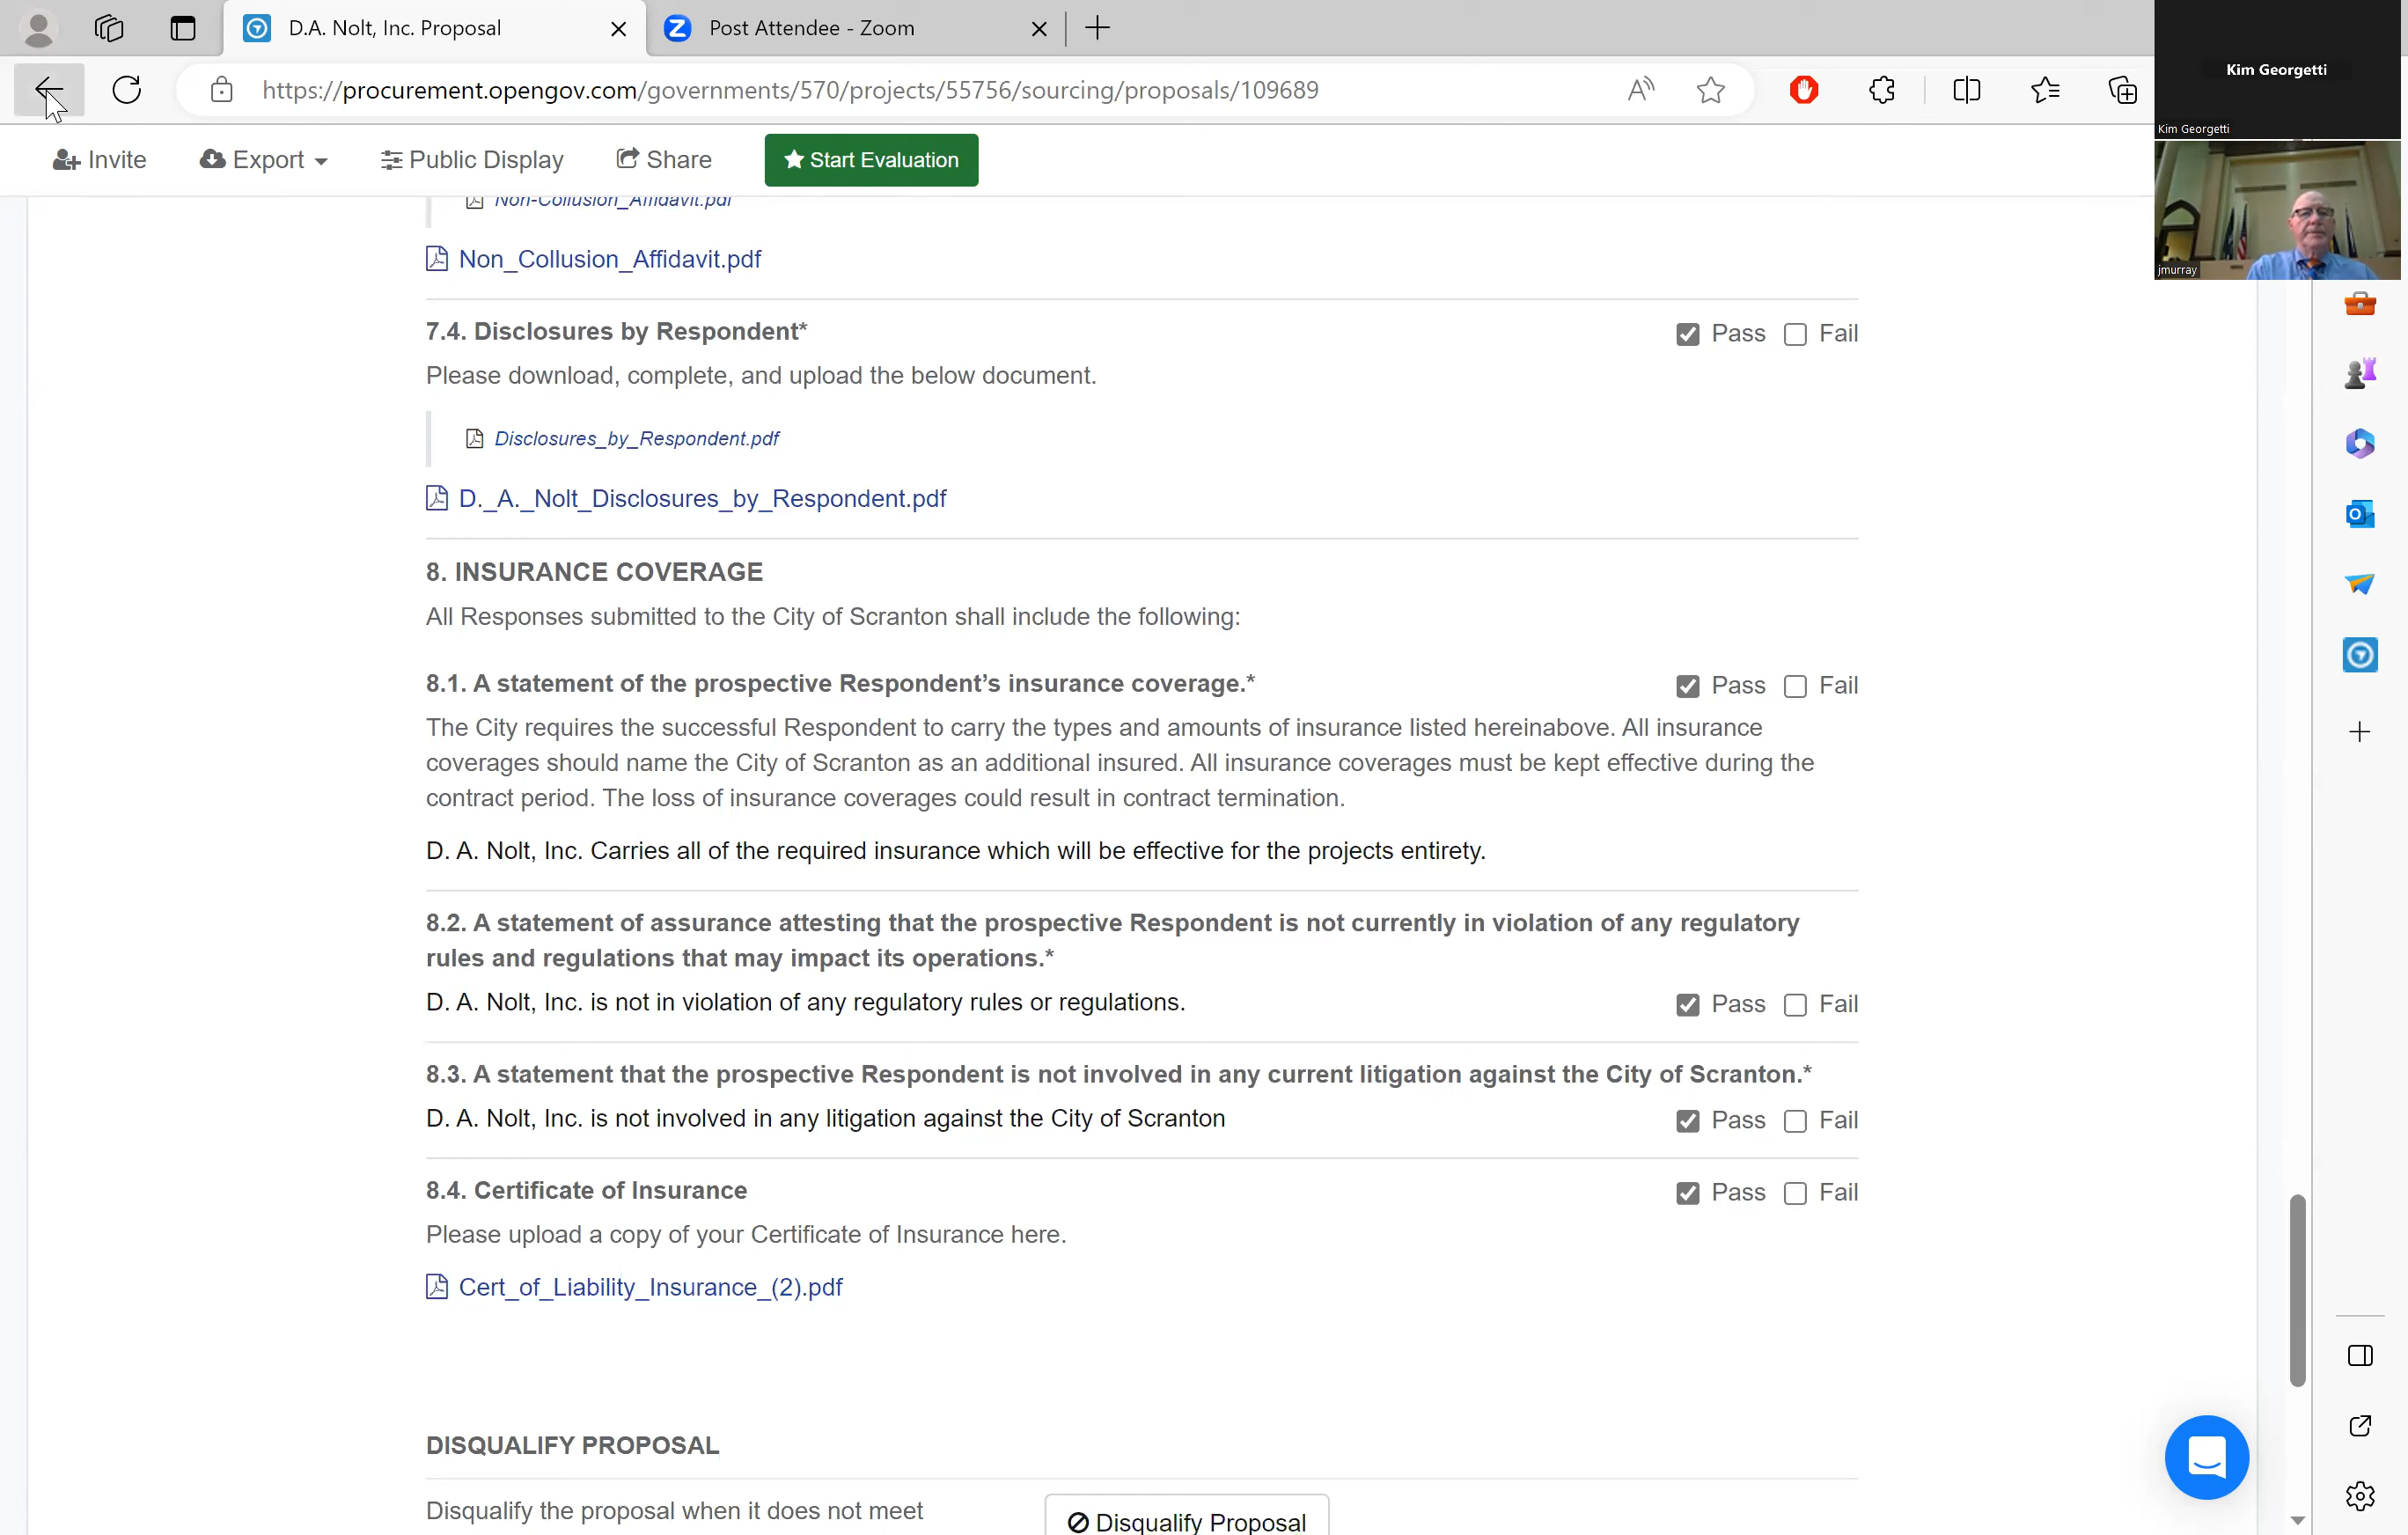 D.A. Nolt, Inc. Proposal
Post Attendee - Zoom
https://procurement.opengov.com/governments/570/projects/55756/sourcing/proposals/109689
Kim Georgetti
Kim Georgetti
jmurray
Invite
Export
Public Display
Share
Start Evaluation
Non-Collusion_Affidavit.pdf
Non_Collusion_Affidavit.pdf
7.4. Disclosures by Respondent*
Pass Fail
Please download, complete, and upload the below document.
Disclosures_by_Respondent.pdf
D._A._Nolt_Disclosures_by_Respondent.pdf
8. INSURANCE COVERAGE
All Responses submitted to the City of Scranton shall include the following:
8.1. A statement of the prospective Respondent’s insurance coverage.*
Pass Fail
The City requires the successful Respondent to carry the types and amounts of insurance listed hereinabove. All insurance
coverages should name the City of Scranton as an additional insured. All insurance coverages must be kept effective during the
contract period. The loss of insurance coverages could result in contract termination.
D. A. Nolt, Inc. Carries all of the required insurance which will be effective for the projects entirety.
8.2. A statement of assurance attesting that the prospective Respondent is not currently in violation of any regulatory
rules and regulations that may impact its operations.*
D. A. Nolt, Inc. is not in violation of any regulatory rules or regulations.
Pass Fail
8.3. A statement that the prospective Respondent is not involved in any current litigation against the City of Scranton.*
D. A. Nolt, Inc. is not involved in any litigation against the City of Scranton
Pass Fail
8.4. Certificate of Insurance
Pass Fail
Please upload a copy of your Certificate of Insurance here.
Cert_of_Liability_Insurance_(2).pdf
DISQUALIFY PROPOSAL
Disqualify the proposal when it does not meet
Disqualify Proposal